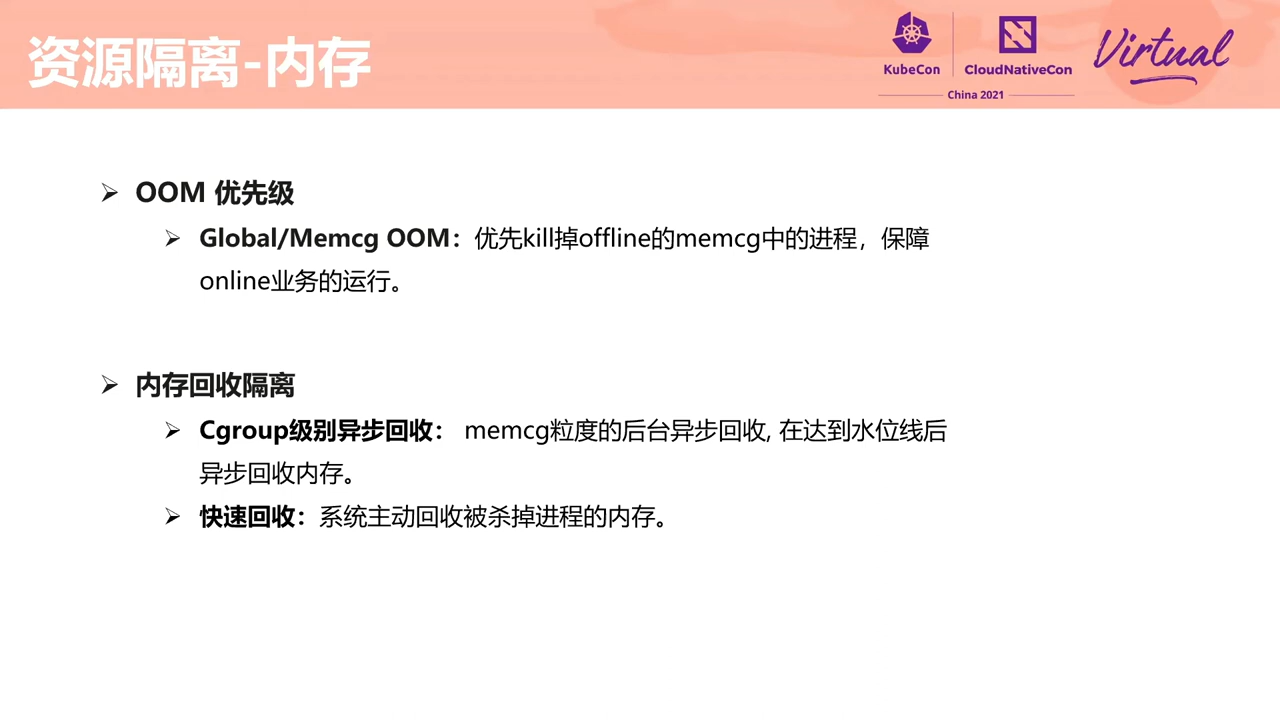 资源隔离-内存
KubeCon
CloudNativeCon
Virtual
China 2021
OOM 优先级
Global/Memcg OOM：优先kill掉offline的memcg中的进程，保障
online业务的运行。
内存回收隔离
Cgroup级别异步回收： memcg粒度的后台异步回收, 在达到水位线后
异步回收内存。
快速回收：系统主动回收被杀掉进程的内存。